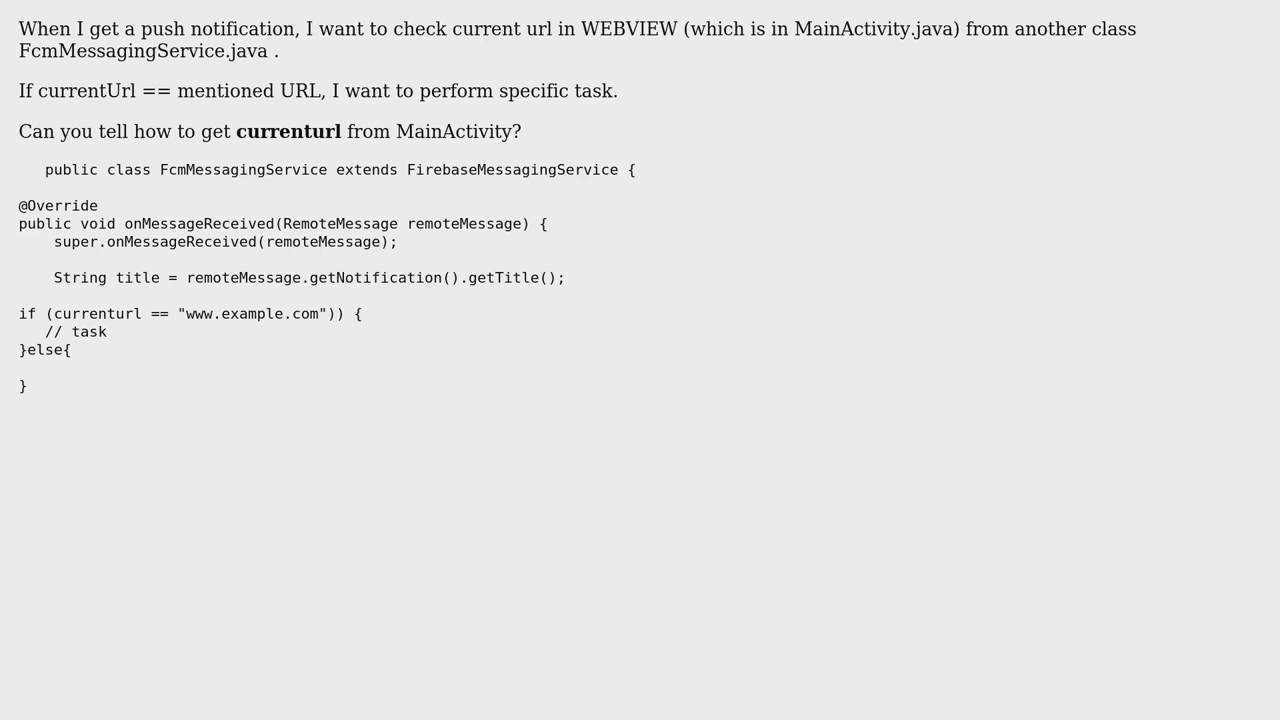 When I get a push notification, I want to check current url in WEBVIEW (which is in MainActivity.java) from another class
FcmMessagingService.java .
If currentUrl == mentioned URL, I want to perform specific task.
Can you tell how to get currenturl from MainActivity?
public class FcmMessagingService extends FirebaseMessagingService {
@Override
public void onMessageReceived(RemoteMessage remoteMessage) {
super.onMessageReceived(remoteMessage);
String title = remoteMessage.getNotification().getTitle();
if (currenturl == "www.example.com")) {
// task
}else{
}